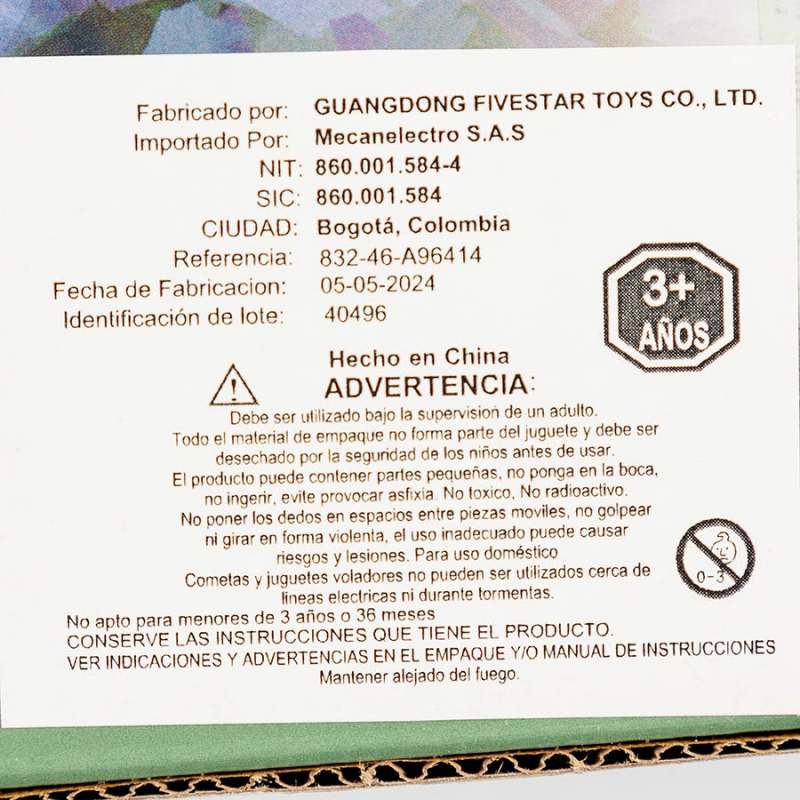 Fabricado por: GUANGDONG FIVESTAR TOYS CO., LTD.
Importado Por: Mecanelectro S.A.S
NIT: 860.001.584-4
SIC: 860.001.584
CIUDAD: Bogotá, Colombia
Referencia: 832-46-A96414
Fecha de Fabricacion: 05-05-2024
Identificación de lote: 40496
3+
AÑOS
Hecho en China
ADVERTENCIA:
Debe ser utilizado bajo la supervisión de un adulto.
Todo el material de empaque no forma parte del juguete y debe ser
desechado por la seguridad de los niños antes de usar.
El producto puede contener partes pequeñas, no ponga en la boca,
no ingerir, evite provocar asfixia. No toxico, No radioactivo.
No poner los dedos en espacios entre piezas moviles, no golpear
ni girar en forma violenta, el uso inadecuado puede causar
riesgos y lesiones. Para uso doméstico
Cometas y juguetes voladores no pueden ser utilizados cerca de
lineas electricas ni durante tormentas.
0-3
No apto para menores de 3 años o 36 meses
CONSERVE LAS INSTRUCCIONES QUE TIENE EL PRODUCTO.
VER INDICACIONES Y ADVERTENCIAS EN EL EMPAQUE Y/O MANUAL DE INSTRUCCIONES
Mantener alejado del fuego.